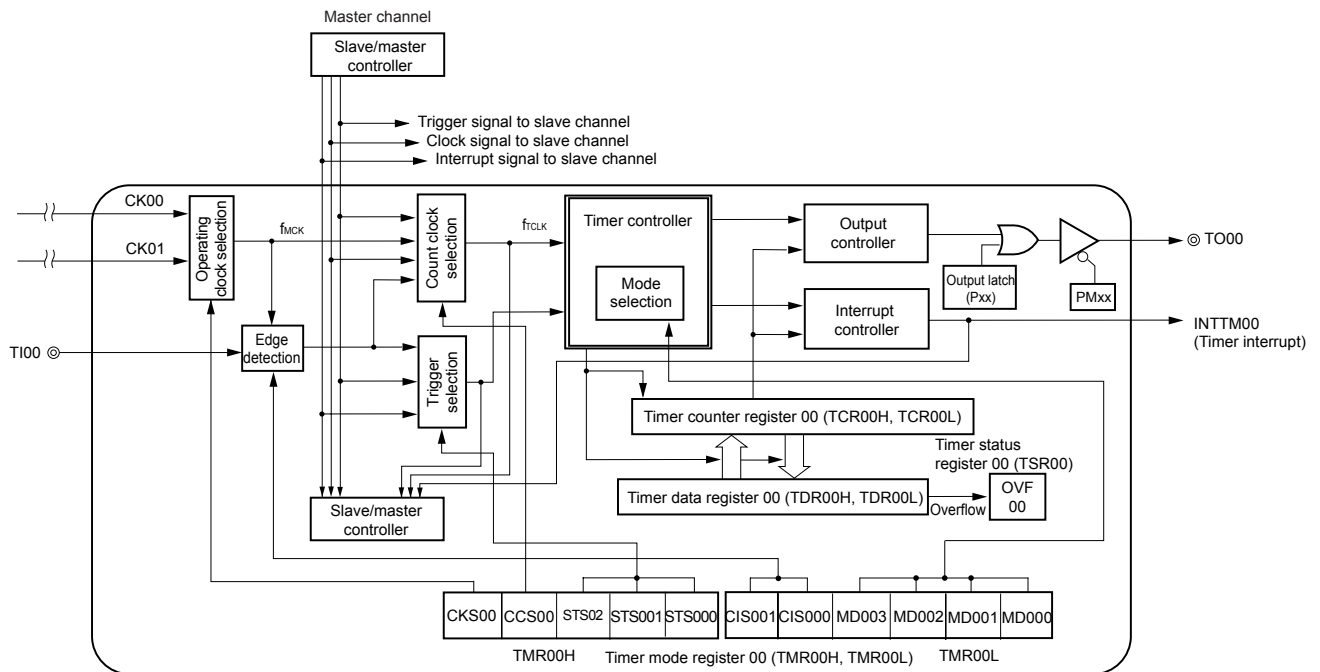 Master channel
Slave/master
controller
Trigger signal to slave channel
Clock signal to slave channel
Interrupt signal to slave channel
CK00
CK01
Operating
clock selection
fMCK
Count clock
selection
fTCLK
Timer controller
Mode
selection
Output
controller
Output latch
(Pxx)
PMxx
TO00
Interrupt
controller
INTTM00
(Timer interrupt)
TI00
Edge
detection
Trigger
selection
Timer counter register 00 (TCR00H, TCR00L)
Timer status
register 00 (TSR00)
Timer data register 00 (TDR00H, TDR00L)
Overflow
OVF
00
Slave/master
controller
CKS00 CCS00 STS02 STS001 STS000 CIS001 CIS000 MD003 MD002 MD001 MD000
TMR00H Timer mode register 00 (TMR00H, TMR00L) TMR00L